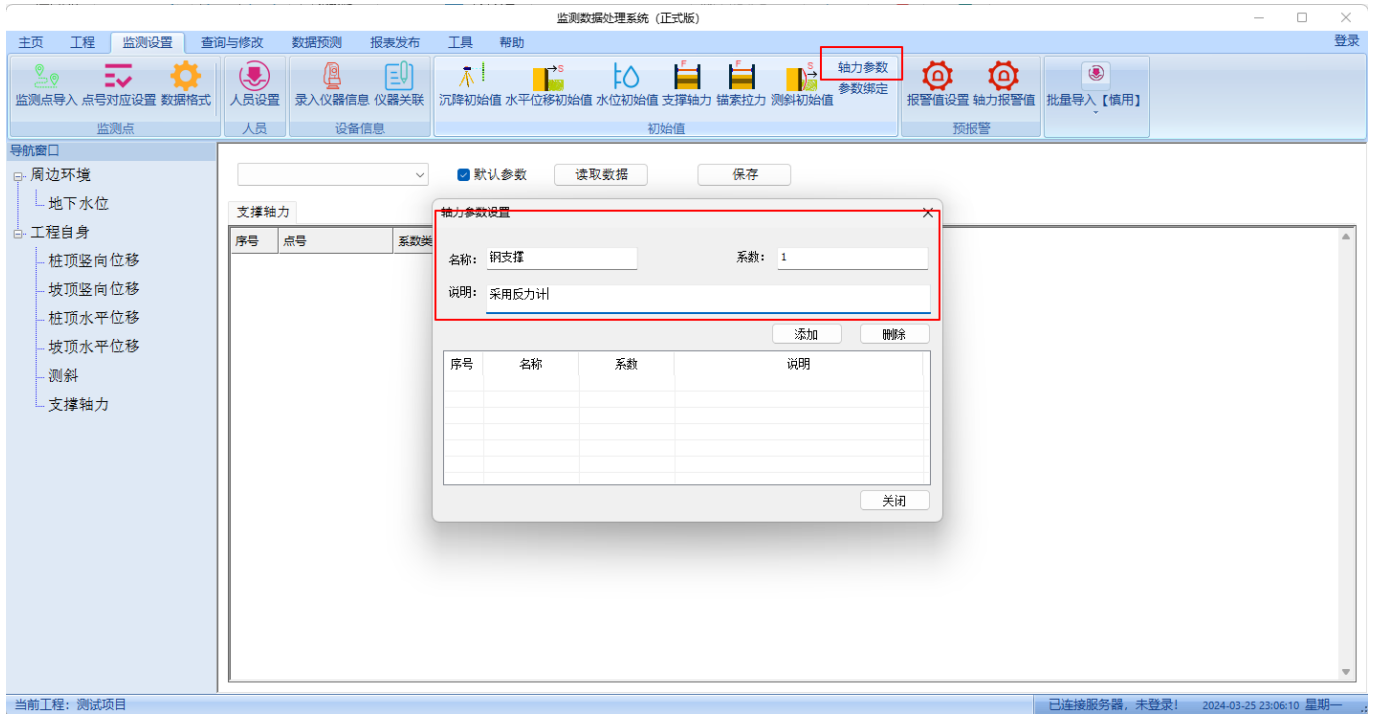 监测数据处理系统（正式版）
主页 工程 监测设置 查询与修改 数据预测 报表发布 工具 帮助 登录
轴力参数
参数绑定
监测点导入 点号对应设置 数据格式 人员设置 录入仪器信息 仪器关联 沉降初始值 水平位移初始值 水位初始值 支撑轴力 锚索拉力 测斜初始值 报警值设置 轴力报警值 批量导入【慎用】
监测点 人员 设备信息 初始值 预报警
导航窗口
周边环境
地下水位
工程自身
桩顶竖向位移
坡顶竖向位移
桩顶水平位移
坡顶水平位移
测斜
支撑轴力
默认参数 读取数据 保存
支撑轴力
序号 点号 系数类
轴力参数设置
名称： 钢支撑 系数： 1
说明： 采用反力计
添加 删除
序号 名称 系数 说明
关闭
当前工程：测试项目 已连接服务器，未登录！ 2024-03-25 23:06:10 星期一